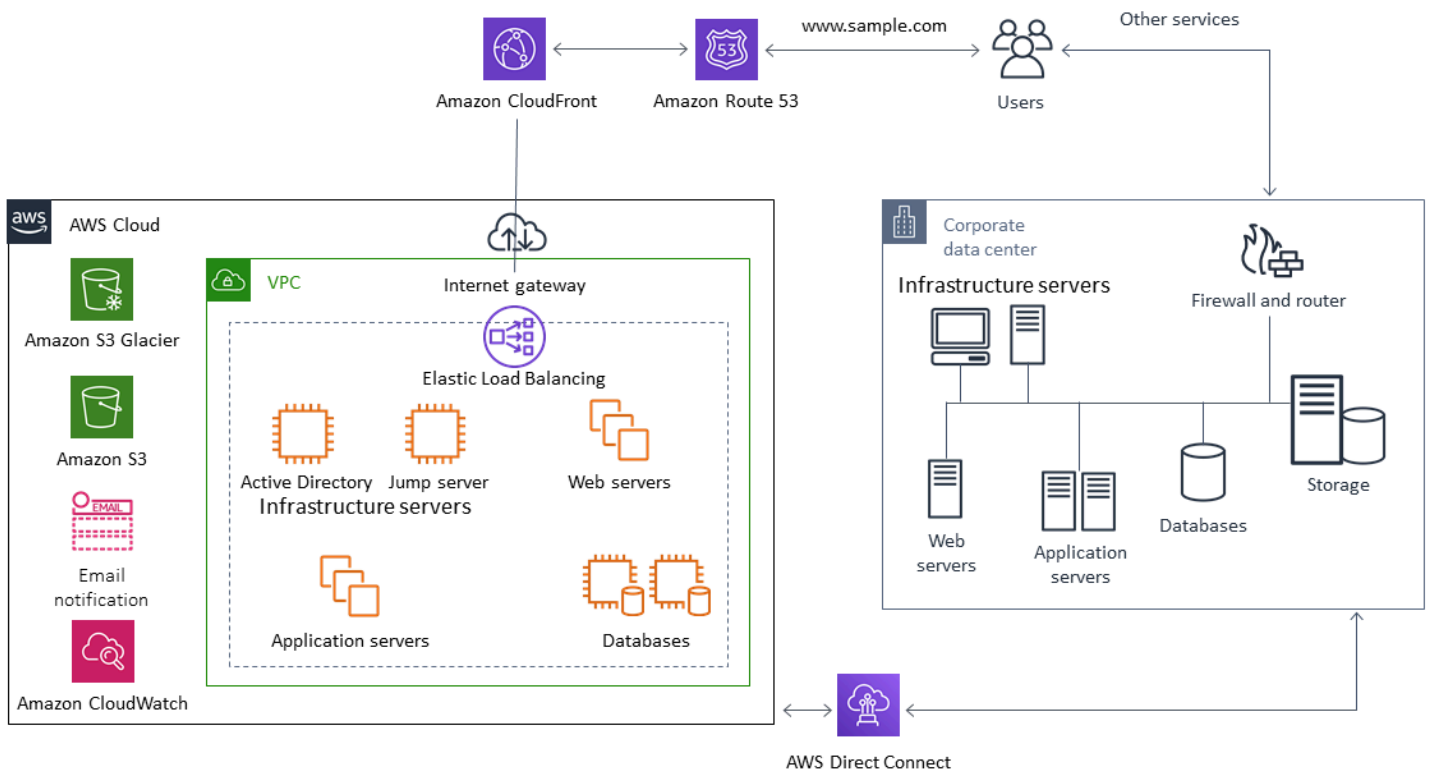 www.sample.com
Other services
53
Amazon CloudFront
Amazon Route 53
Users
aws
AWS Cloud
Corporate
data center
VPC
Internet gateway
Infrastructure servers
Firewall and router
Amazon S3 Glacier
Elastic Load Balancing
Amazon S3
Active Directory
Jump server
Web servers
Infrastructure servers
Storage
EMAIL
Databases
Web
servers
Application
servers
Email
notification
Application servers
Databases
Amazon CloudWatch
AWS Direct Connect